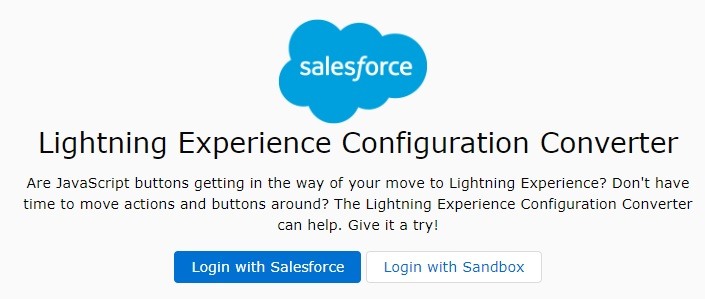 salesforce
Lightning Experience Configuration Converter
Are JavaScript buttons getting in the way of your move to Lightning Experience? Don't have
time to move actions and buttons around? The Lightning Experience Configuration Converter
can help. Give it a try!
Login with Salesforce
Login with Sandbox